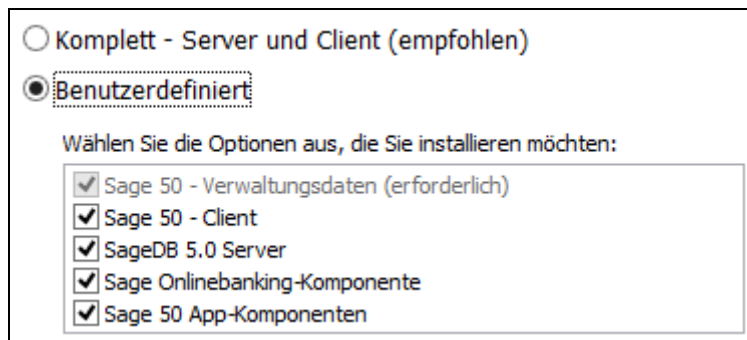 Komplett - Server und Client (empfohlen)
Benutzerdefiniert
Wählen Sie die Optionen aus, die Sie installieren möchten:
Sage 50 - Verwaltungsdaten (erforderlich)
Sage 50 - Client
SageDB 5.0 Server
Sage Onlinebanking-Komponente
Sage 50 App-Komponenten